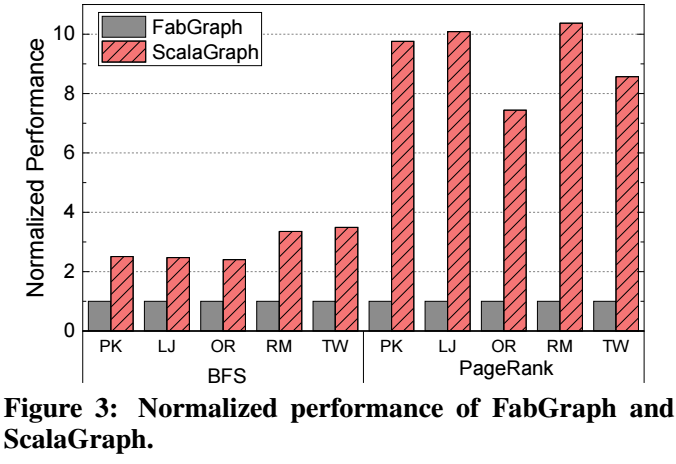 FabGraph
ScalaGraph
Normalized Performance
10
8
6
4
2
0
PK LJ OR RM TW PK LJ OR RM TW
BFS PageRank
Figure 3: Normalized performance of FabGraph and
ScalaGraph.